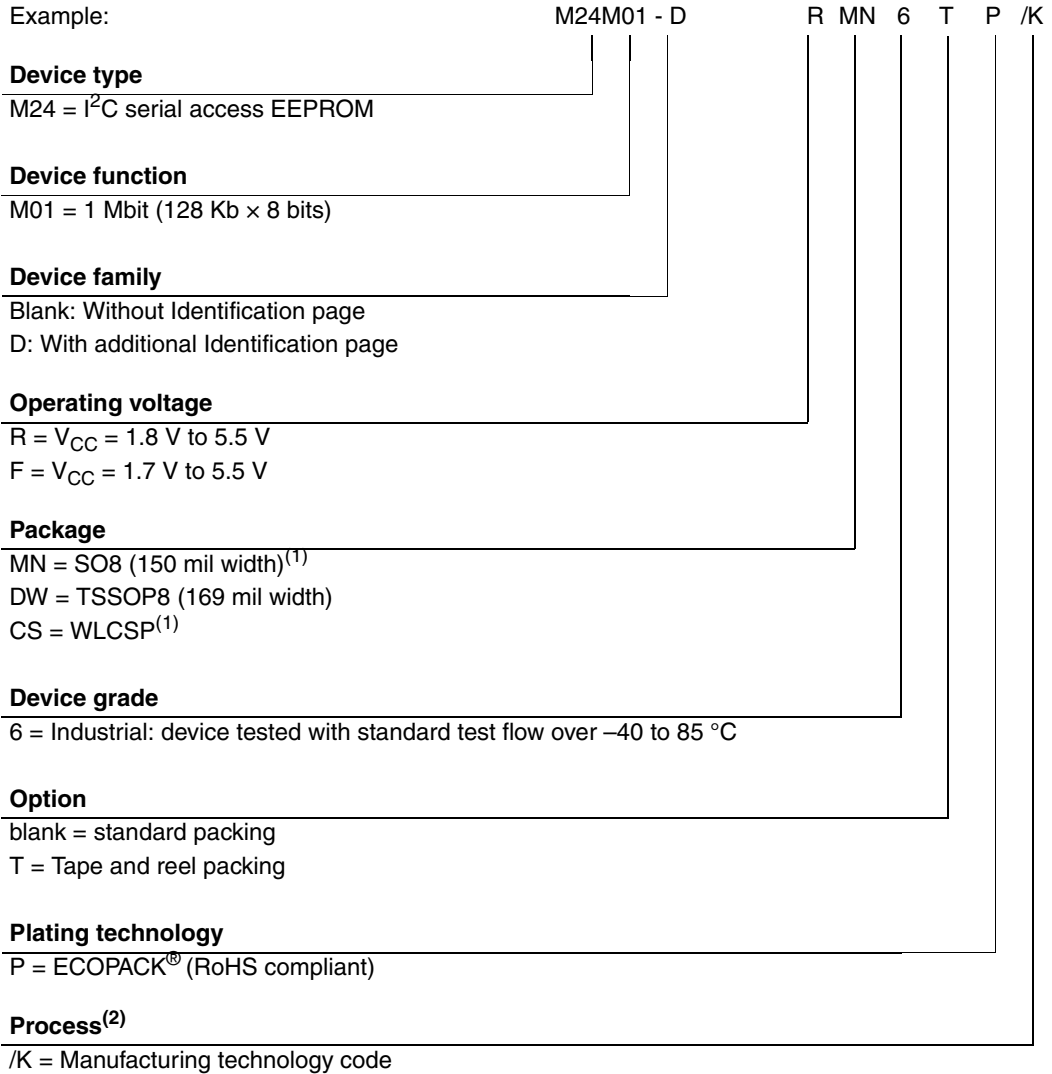 Example: M24M01 - D R MN 6 T P /K
Device type
M24 = I2C serial access EEPROM
Device function
M01 = 1 Mbit (128 Kb × 8 bits)
Device family
Blank: Without Identification page
D: With additional Identification page
Operating voltage
R = VCC = 1.8 V to 5.5 V
F = VCC = 1.7 V to 5.5 V
Package
MN = SO8 (150 mil width)(1)
DW = TSSOP8 (169 mil width)
CS = WLCSP(1)
Device grade
6 = Industrial: device tested with standard test flow over –40 to 85 °C
Option
blank = standard packing
T = Tape and reel packing
Plating technology
P = ECOPACK® (RoHS compliant)
Process(2)
/K = Manufacturing technology code